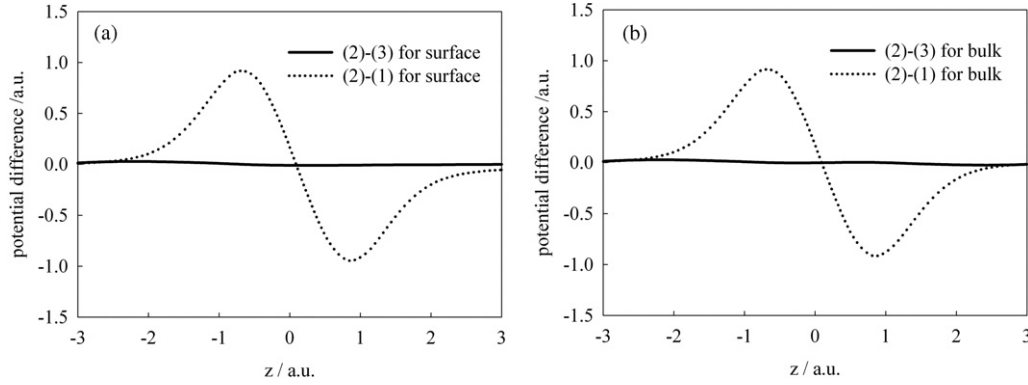 (a)
(2)-(3) for surface
(2)-(1) for surface
potential difference /a.u.
1.5
1.0
0.5
0.0
-0.5
-1.0
-1.5
-3
-2
-1
0
1
2
3
z / a.u.
(b)
(2)-(3) for bulk
(2)-(1) for bulk
potential difference /a.u.
1.5
1.0
0.5
0.0
-0.5
-1.0
-1.5
-3
-2
-1
0
1
2
3
z / a.u.